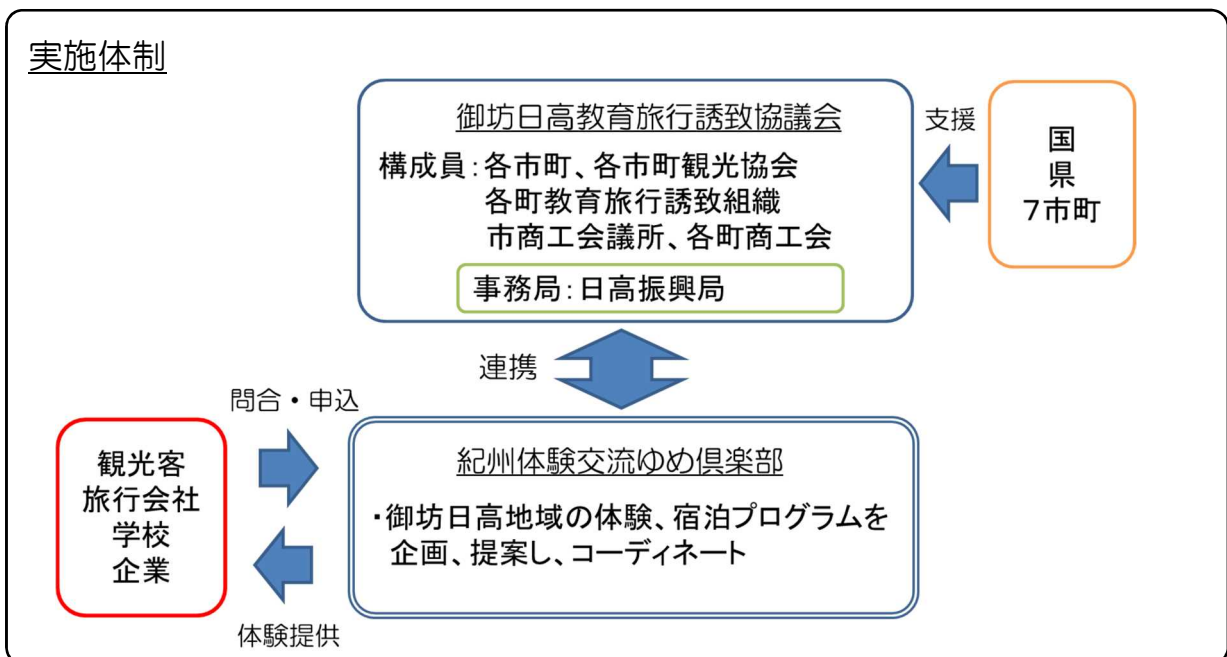 実施体制
御坊日高教育旅行誘致協議会
構成員：各市町、各市町観光協会
各町教育旅行誘致組織
市商工会議所、各町商工会
事務局：日高振興局
支援
国
県
７市町
連携
問合・申込
観光客
旅行会社
学校
企業
体験提供
紀州体験交流ゆめ倶楽部
・御坊日高地域の体験、宿泊プログラムを
企画、提案し、コーディネート